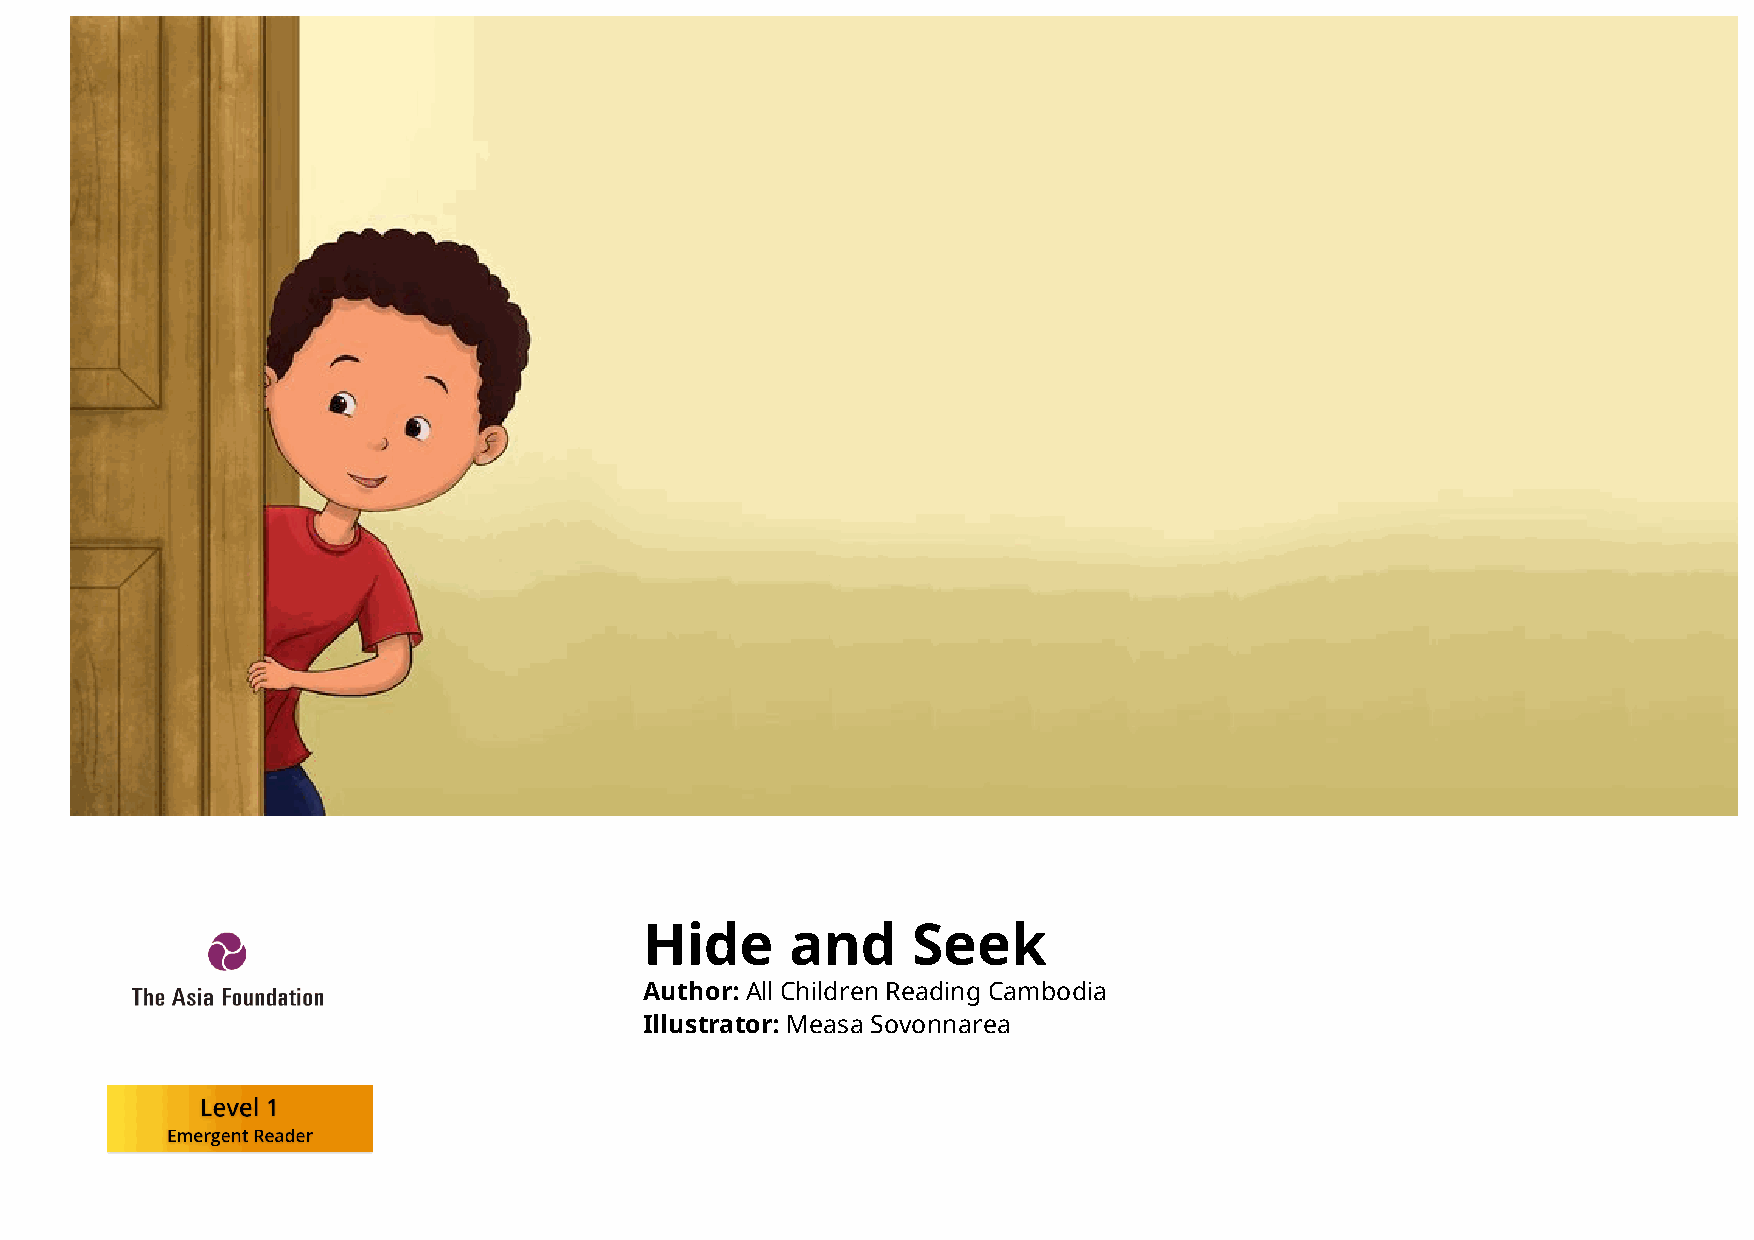 Hide and Seek
Author: All Children Reading Cambodia
Illustrator: Measa Sovonnarea
The Asia Foundation
Level 1
Emergent Reader